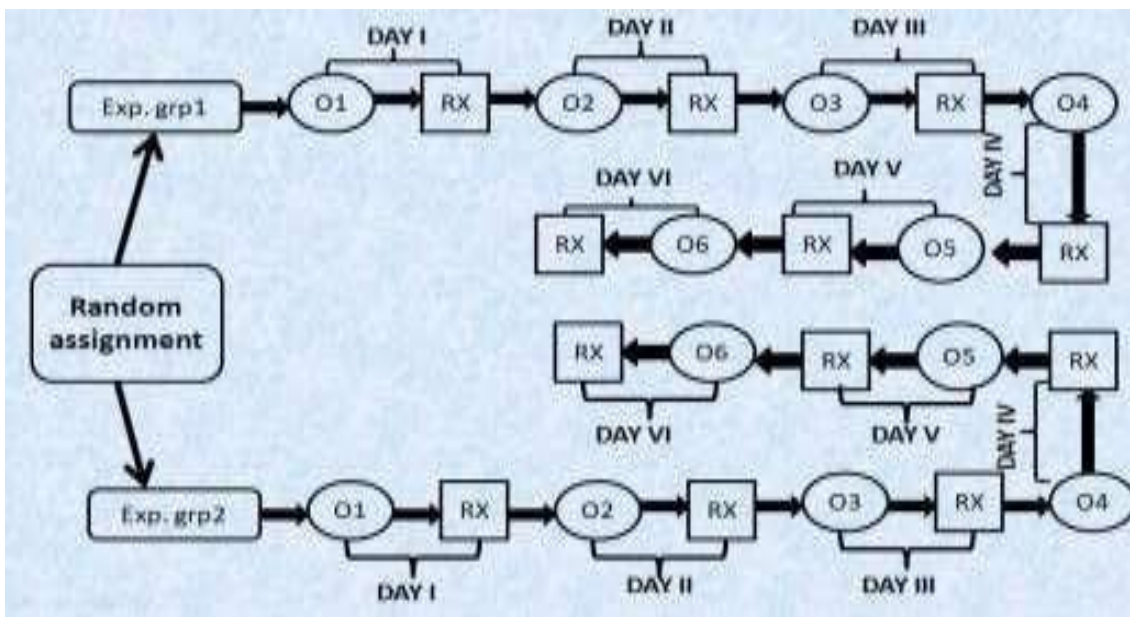 DAY I
DAY II
DAY III
Exp. grp1
O1
RX
O2
RX
O3
RX
O4
DAY IV
DAY VI
DAY V
RX
O6
RX
O5
RX
Random
assignment
RX
O6
RX
O5
RX
DAY VI
DAY V
DAY IV
Exp. grp2
O1
RX
O2
RX
O3
RX
O4
DAY I
DAY II
DAY III